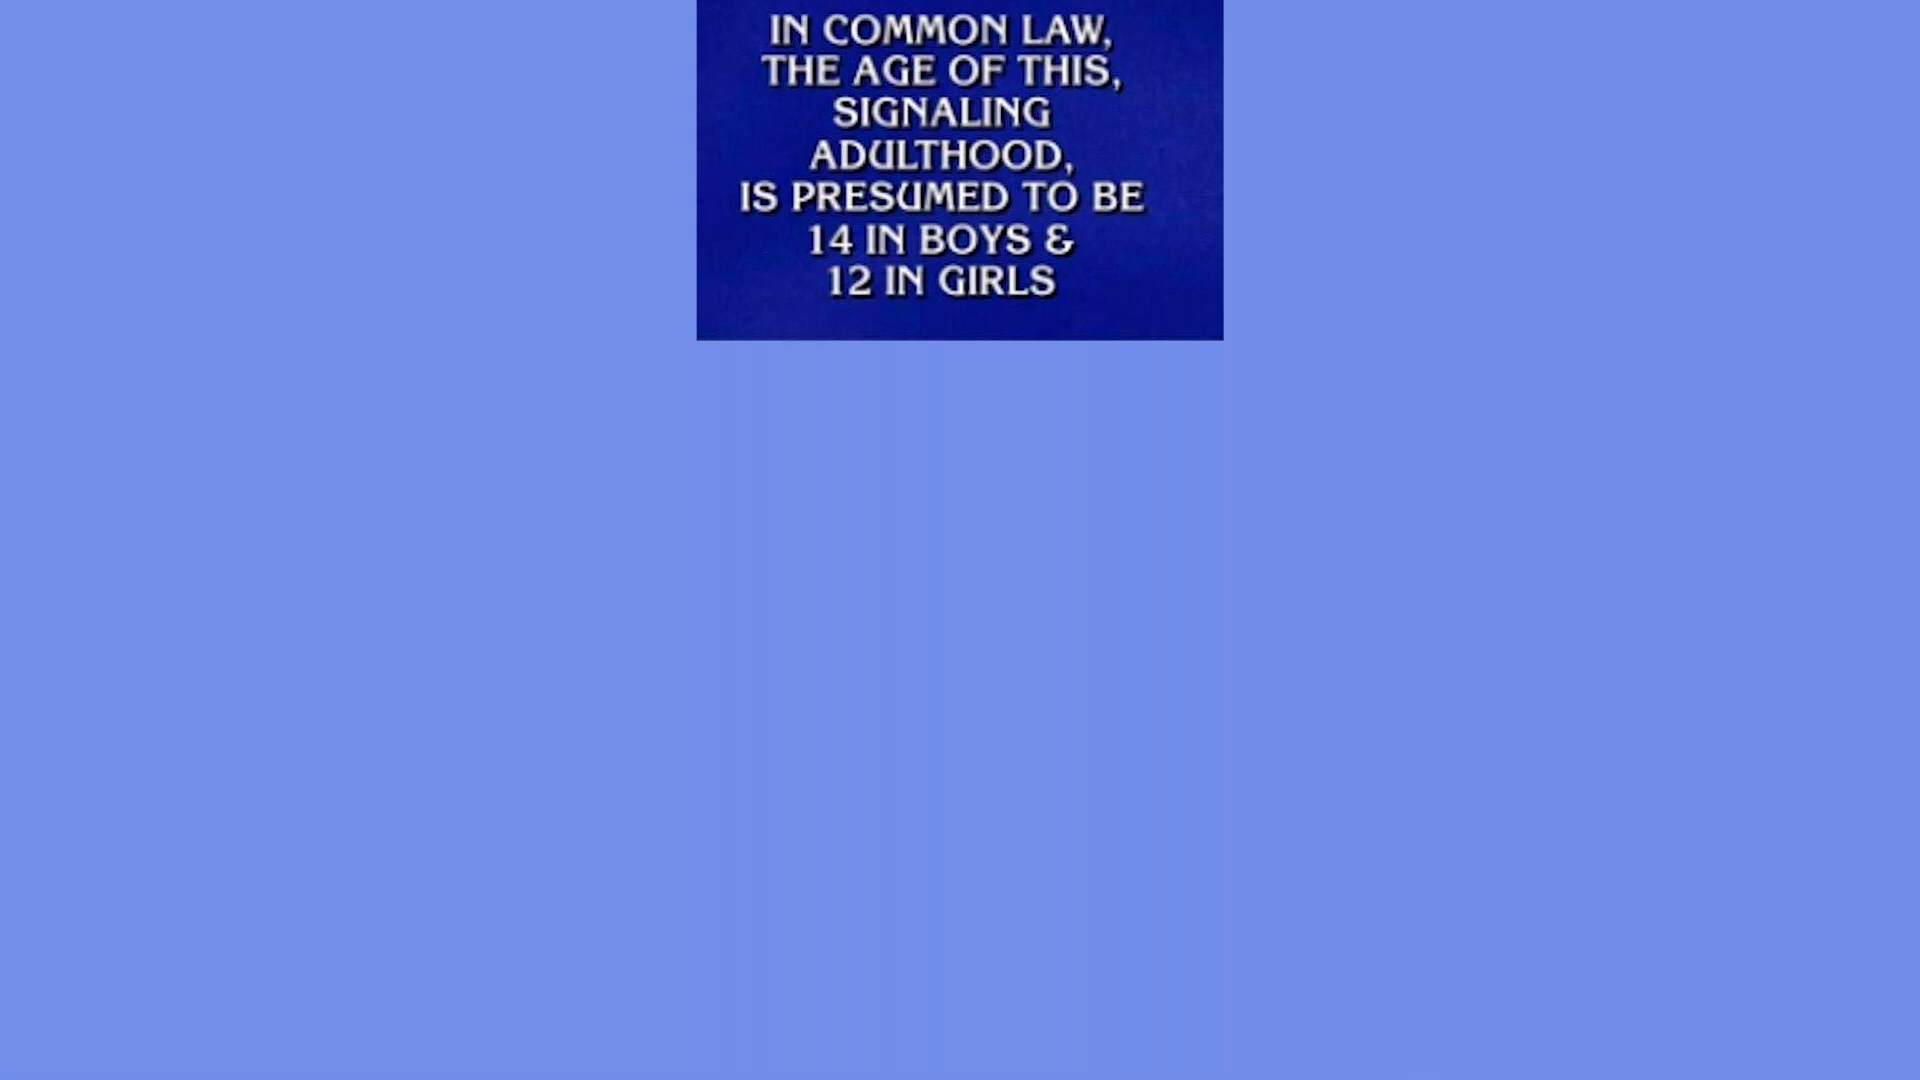 IN COMMON LAW,
THE AGE OF THIS,
SIGNALING
ADULTHOOD,
IS PRESUMED TO BE
14 IN BOYS &
12 IN GIRLS